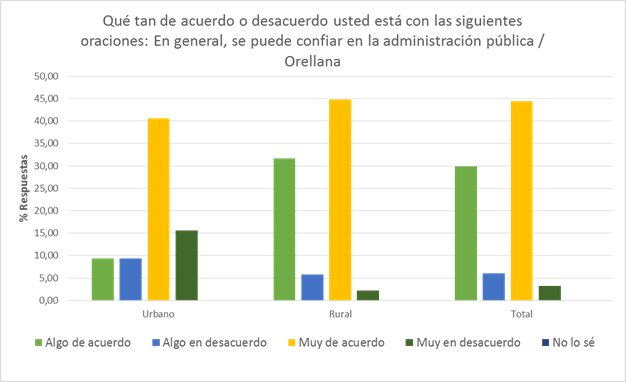 Qué tan de acuerdo o desacuerdo usted está con las siguientes
oraciones: En general, se puede confiar en la administración pública /
Orellana
50,00
45,00
40,00
35,00
30,00
25,00
20,00
15,00
10,00
5,00
0,00
% Respuestas
Urbano Rural Total
Algo de acuerdo Algo en desacuerdo Muy de acuerdo Muy en desacuerdo No lo sé